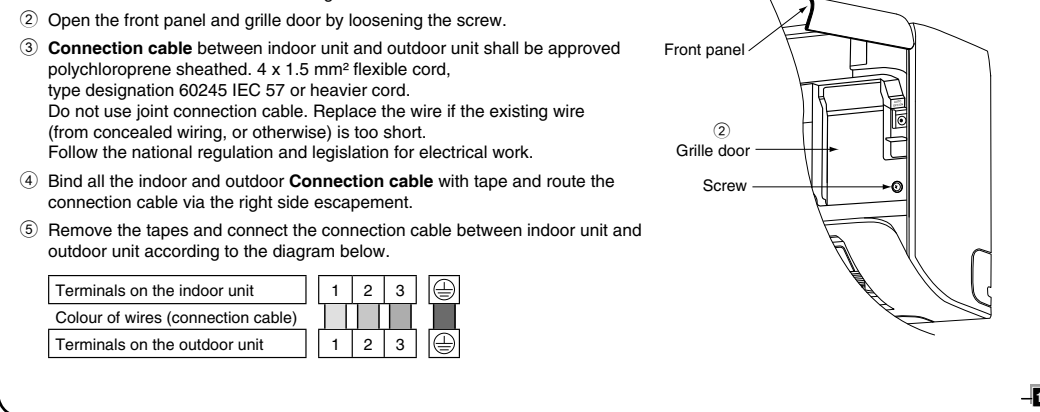 ② Open the front panel and grille door by loosening the screw.
③ Connection cable between indoor unit and outdoor unit shall be approved
polychloroprene sheathed. 4 x 1.5 mm² flexible cord,
type designation 60245 IEC 57 or heavier cord.
Do not use joint connection cable. Replace the wire if the existing wire
(from concealed wiring, or otherwise) is too short.
Follow the national regulation and legislation for electrical work.
④ Bind all the indoor and outdoor Connection cable with tape and route the
connection cable via the right side escapement.
⑤ Remove the tapes and connect the connection cable between indoor unit and
outdoor unit according to the diagram below.
Terminals on the indoor unit 1 2 3
Colour of wires (connection cable)
Terminals on the outdoor unit 1 2 3
Front panel
②
Grille door
Screw